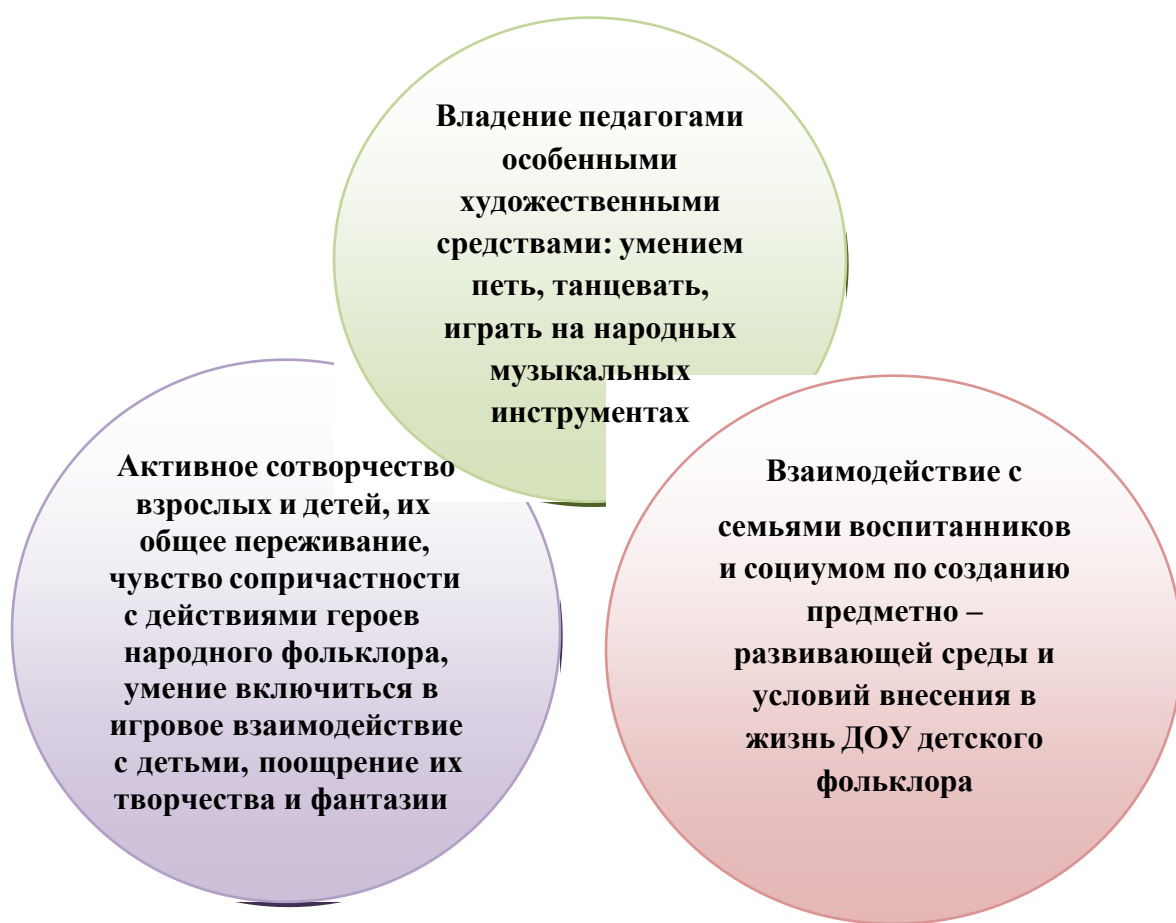 Владение педагогами
особенными
художественными
средствами: умением
петь, танцевать,
играть на народных
музыкальных
инструментах
Активное сотворчество
взрослых и детей, их
общее переживание,
чувство сопричастности
с действиями героев
народного фольклора,
умение включиться в
игровое взаимодействие
с детьми, поощрение их
творчества и фантазии
Взаимодействие с
семьями воспитанников
и социумом по созданию
предметно –
развивающей среды и
условий внесения в
жизнь ДОУ детского
фольклора